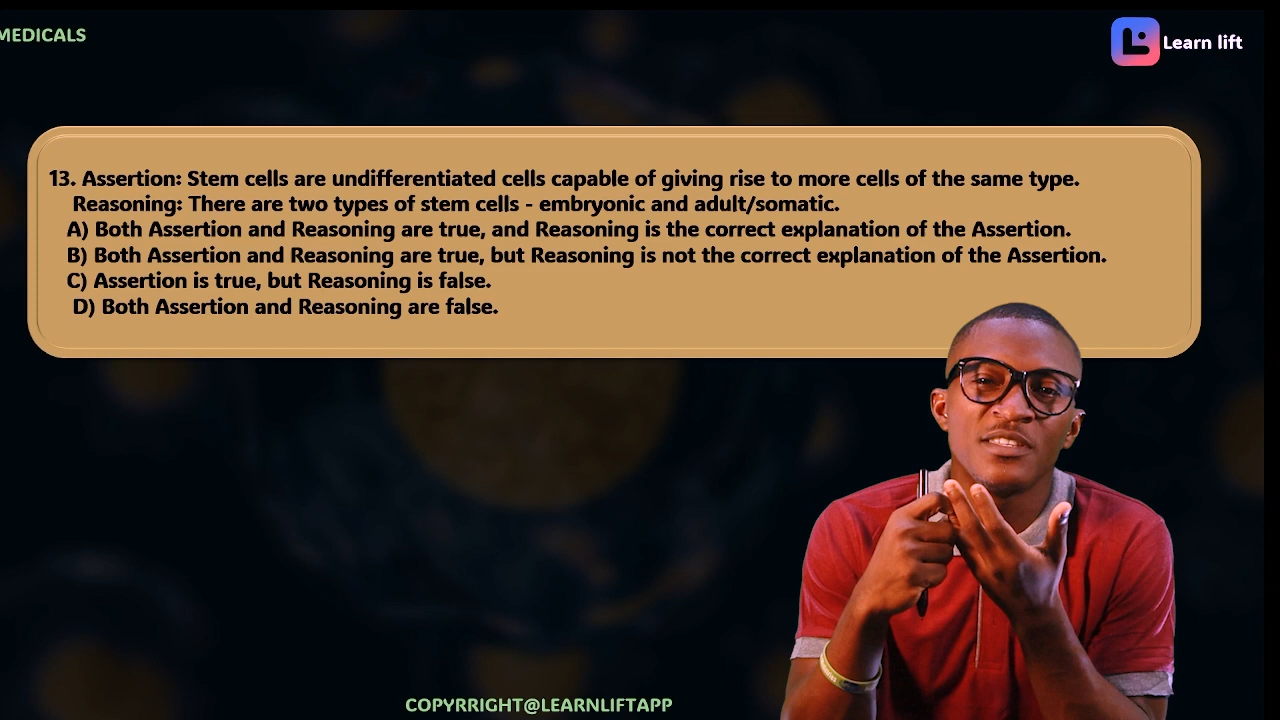 MEDICALS
Learn lift
13. Assertion: Stem cells are undifferentiated cells capable of giving rise to more cells of the same type.
Reasoning: There are two types of stem cells - embryonic and adult/somatic.
A) Both Assertion and Reasoning are true, and Reasoning is the correct explanation of the Assertion.
B) Both Assertion and Reasoning are true, but Reasoning is not the correct explanation of the Assertion.
C) Assertion is true, but Reasoning is false.
D) Both Assertion and Reasoning are false.
COPYRRIGHT@LEARNLIFTAPP